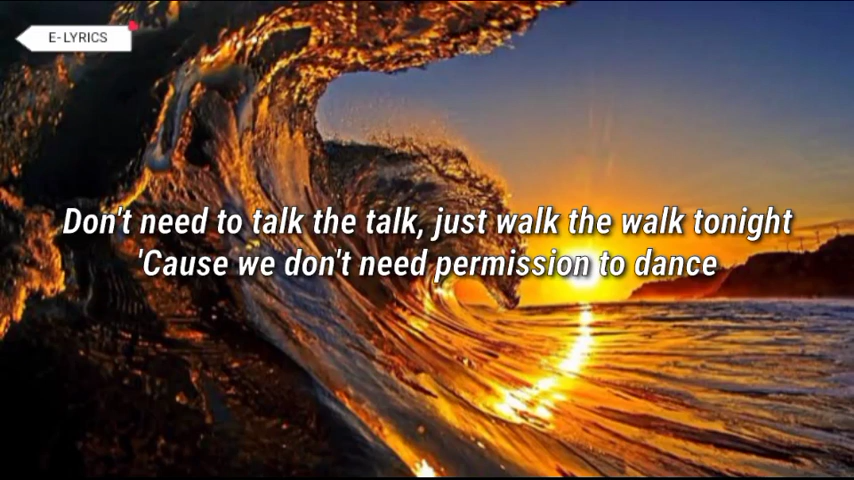 E-LYRICS
Don't need to talk the talk, just walk the walk tonight
'Cause we don't need permission to dance